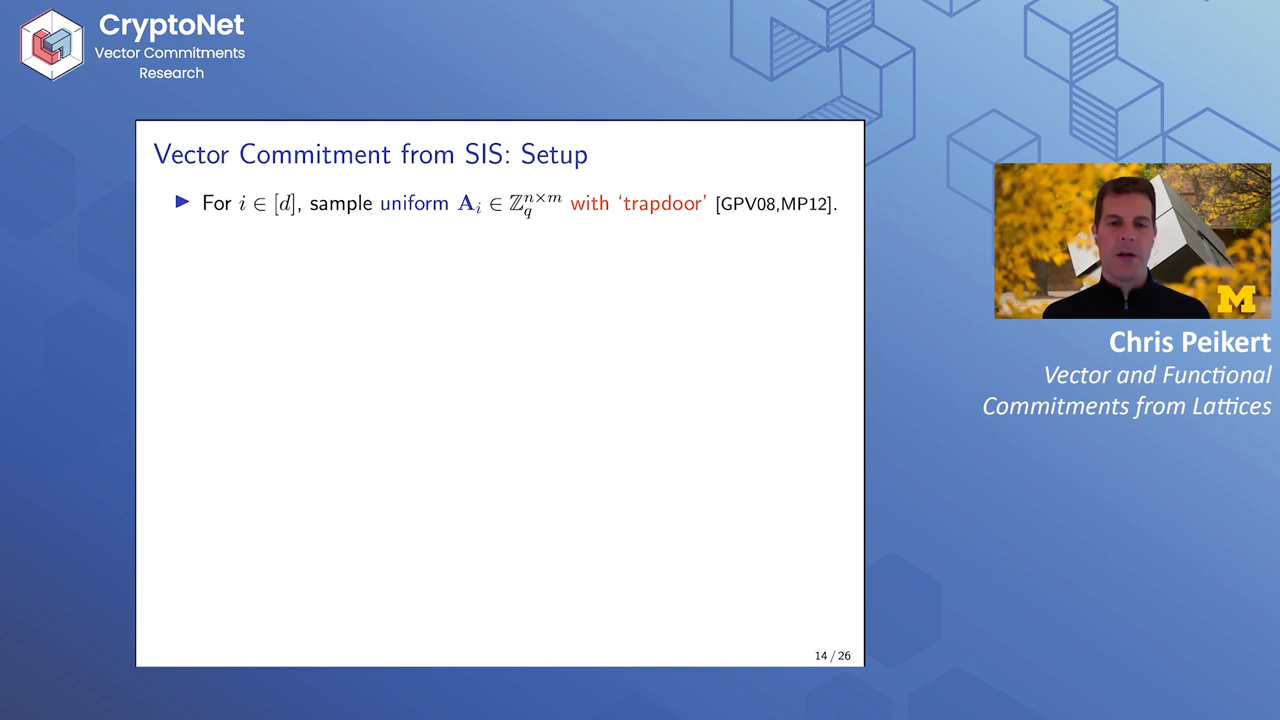 CryptoNet
Vector Commitments
Research
Vector Commitment from SIS: Setup
▶ For i ∈ [d], sample uniform A_i ∈ ℤ_q^{n×m} with ‘trapdoor’ [GPV08,MP12].
14 / 26
M
Chris Peikert
Vector and Functional
Commitments from Lattices